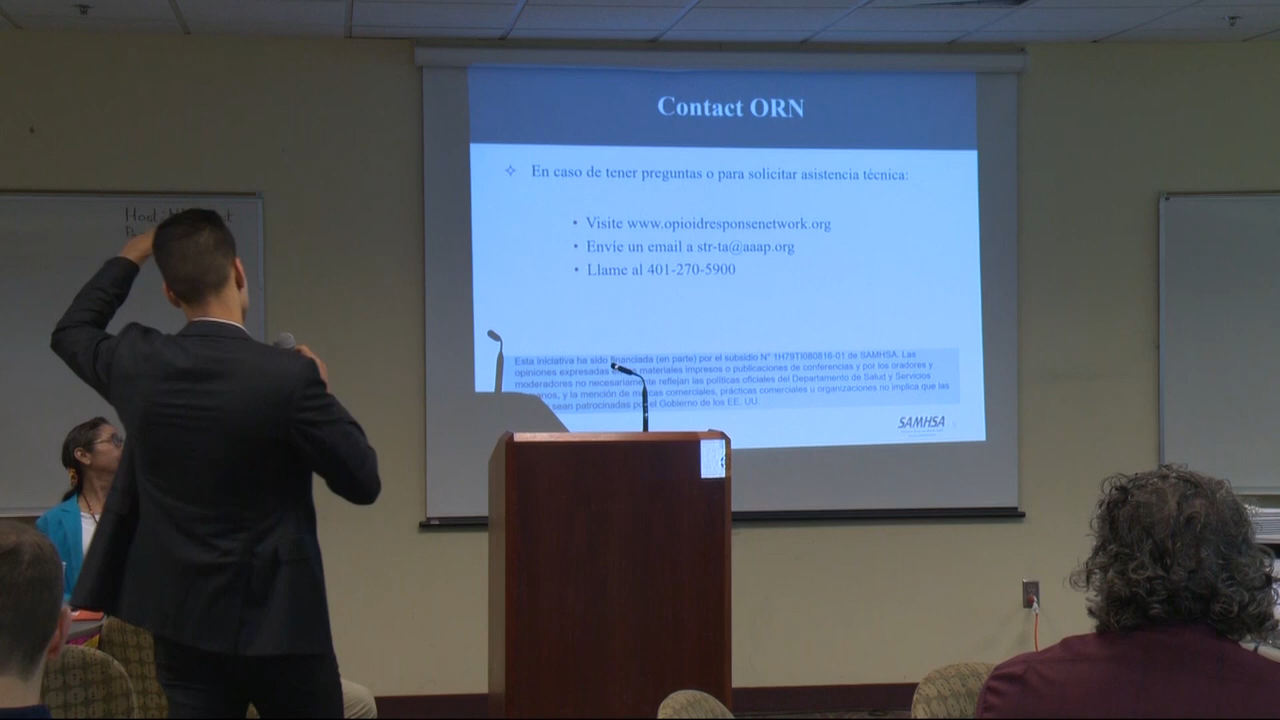 Contact ORN
En caso de tener preguntas o para solicitar asistencia técnica:
• Visite www.opioidresponsenetwork.org
• Envíe un email a str-ta@aaap.org
• Llame al 401-270-5900
Host:
Esta iniciativa ha sido financiada (en parte) por el subsidio N° 1H79TI080816-01 de SAMHSA. Las
opiniones expresadas materiales impresos o publicaciones de conferencias y por los oradores y
moderadores no necesariamente reflejan las políticas oficiales del Departamento de Salud y Servicios
y la mención de marcas comerciales, prácticas comerciales u organizaciones no implica que las
sean patrocinadas por el Gobierno de los EE. UU.
SAMHSA